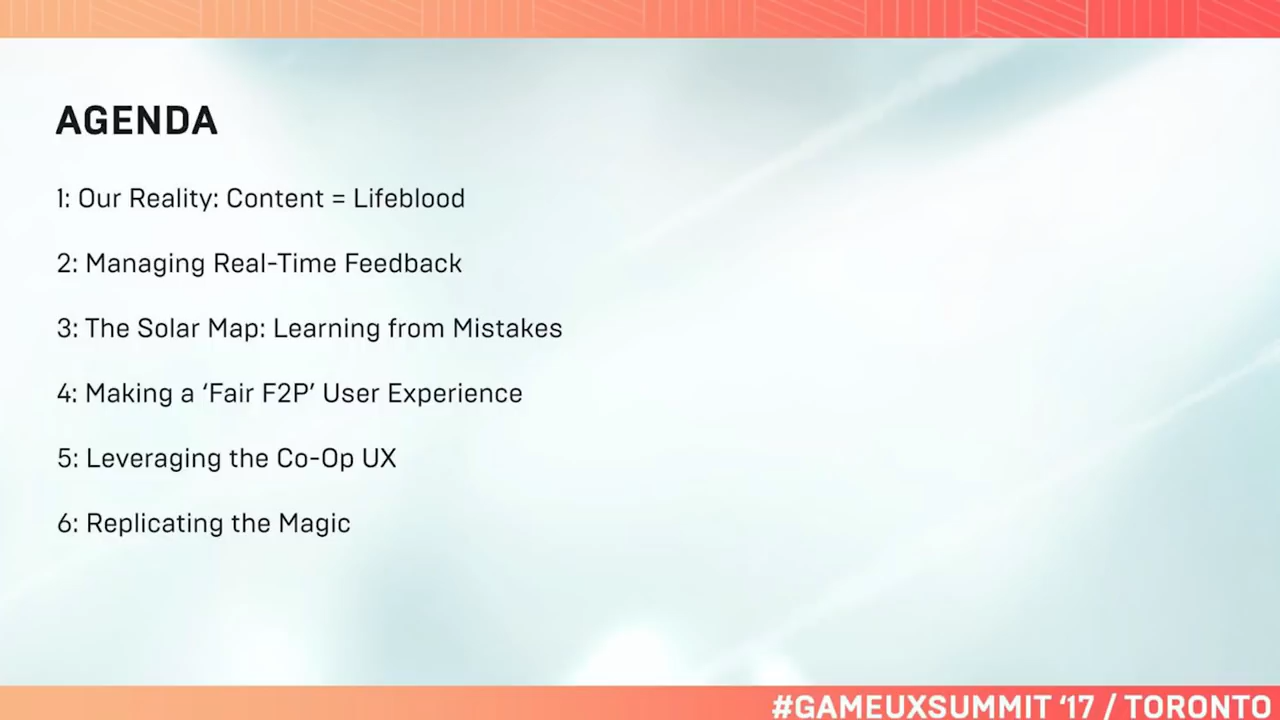 AGENDA
1: Our Reality: Content = Lifeblood
2: Managing Real-Time Feedback
3: The Solar Map: Learning from Mistakes
4: Making a ‘Fair F2P’ User Experience
5: Leveraging the Co-Op UX
6: Replicating the Magic
#GAMEUXSUMMIT ‘17 / TORONTO